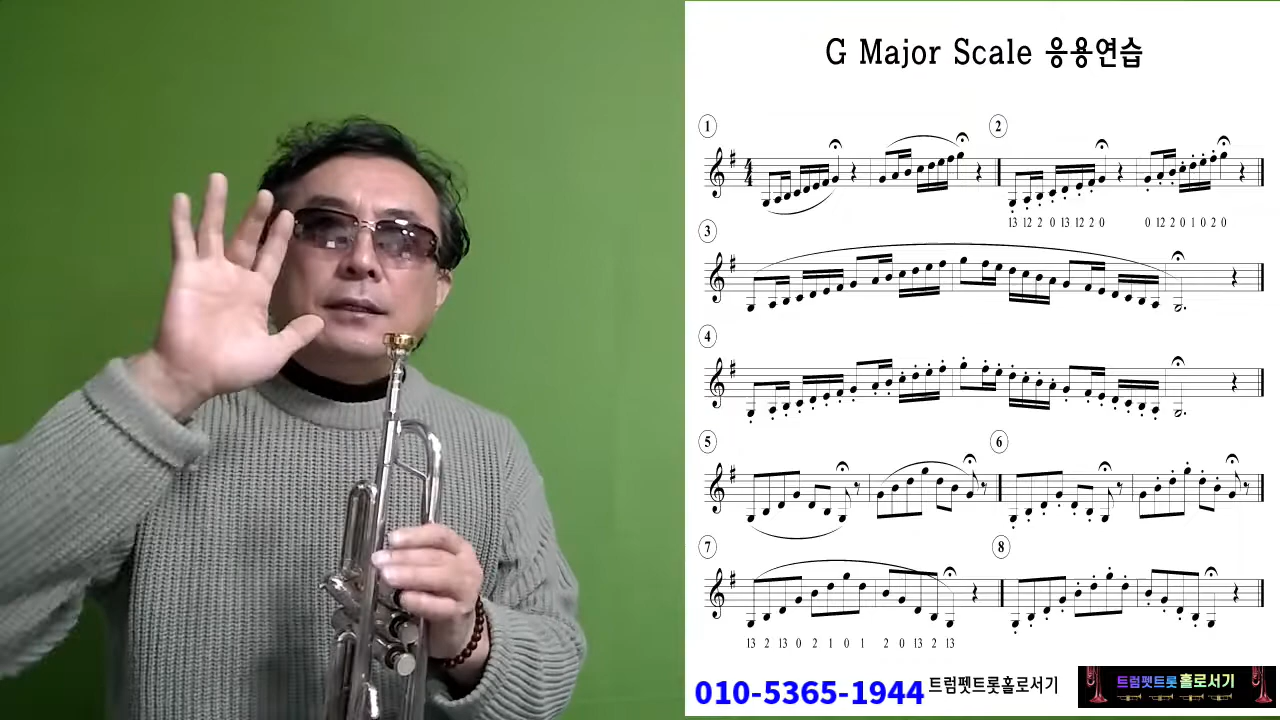 G Major Scale 응용연습
1
2
4
4
13 12 2 0 13 12 2 0
0 12 2 0 1 0 2 0
3
4
5
6
7
8
13 2 13 0 2 1 0 1 2 0 13 2 13
010-5365-1944 트럼펫트롯홀로서기
트럼펫트롯홀로서기